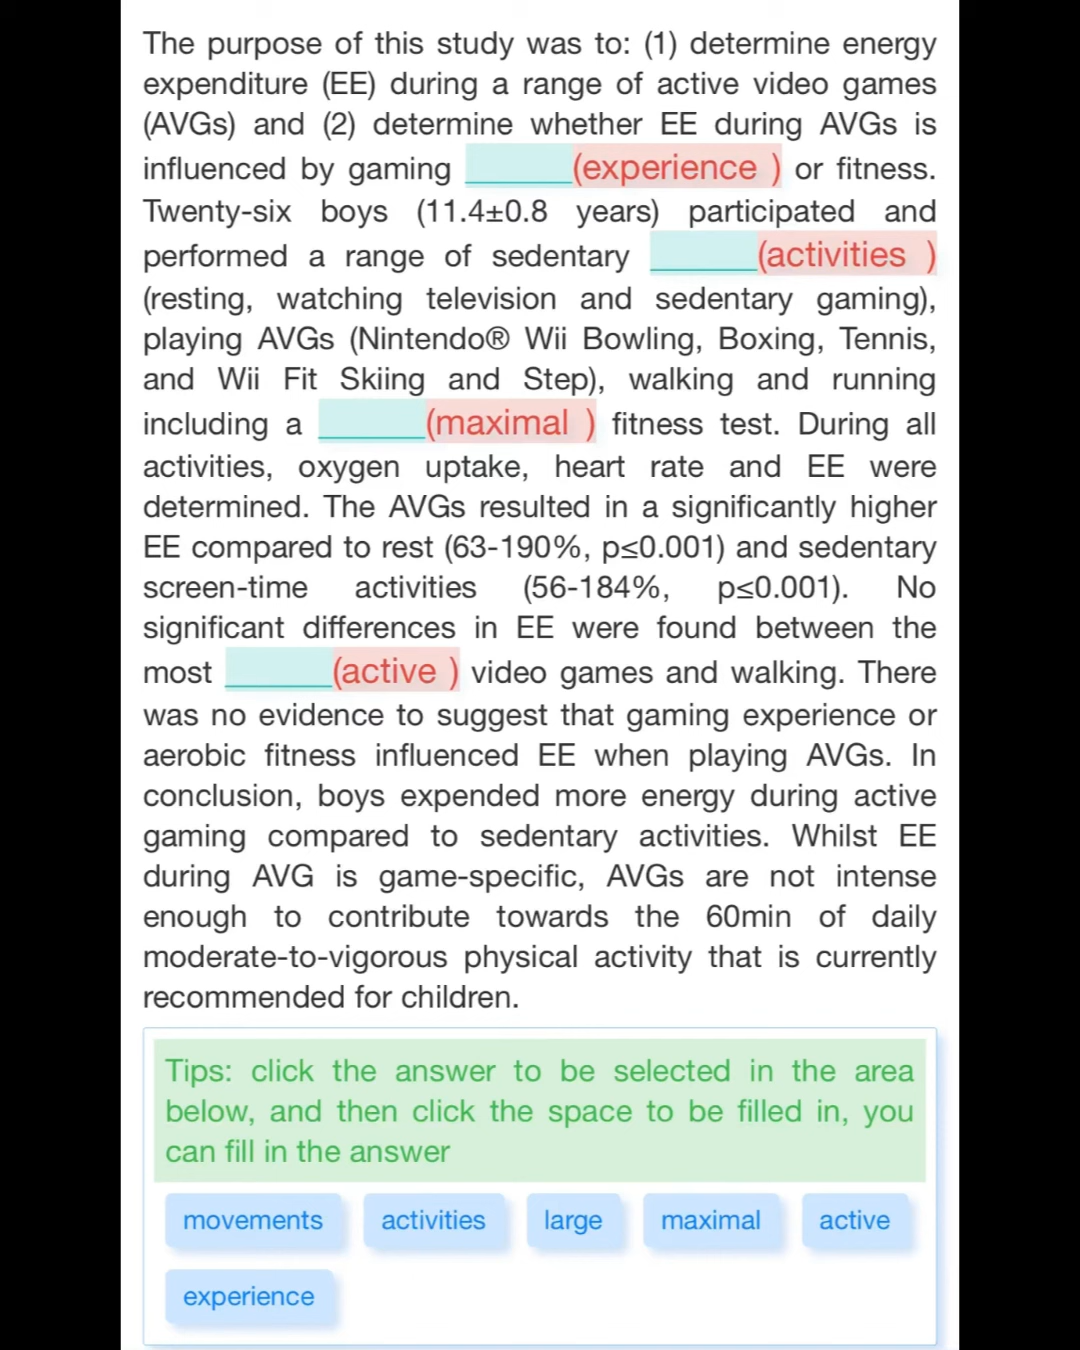 The purpose of this study was to: (1) determine energy
expenditure (EE) during a range of active video games
(AVGs) and (2) determine whether EE during AVGs is
influenced by gaming ______(experience ) or fitness.
Twenty-six boys (11.4±0.8 years) participated and
performed a range of sedentary ______(activities )
(resting, watching television and sedentary gaming),
playing AVGs (Nintendo® Wii Bowling, Boxing, Tennis,
and Wii Fit Skiing and Step), walking and running
including a ______(maximal ) fitness test. During all
activities, oxygen uptake, heart rate and EE were
determined. The AVGs resulted in a significantly higher
EE compared to rest (63-190%, p≤0.001) and sedentary
screen-time activities (56-184%, p≤0.001). No
significant differences in EE were found between the
most ______(active ) video games and walking. There
was no evidence to suggest that gaming experience or
aerobic fitness influenced EE when playing AVGs. In
conclusion, boys expended more energy during active
gaming compared to sedentary activities. Whilst EE
during AVG is game-specific, AVGs are not intense
enough to contribute towards the 60min of daily
moderate-to-vigorous physical activity that is currently
recommended for children.
Tips: click the answer to be selected in the area
below, and then click the space to be filled in, you
can fill in the answer
movements activities large maximal active
experience